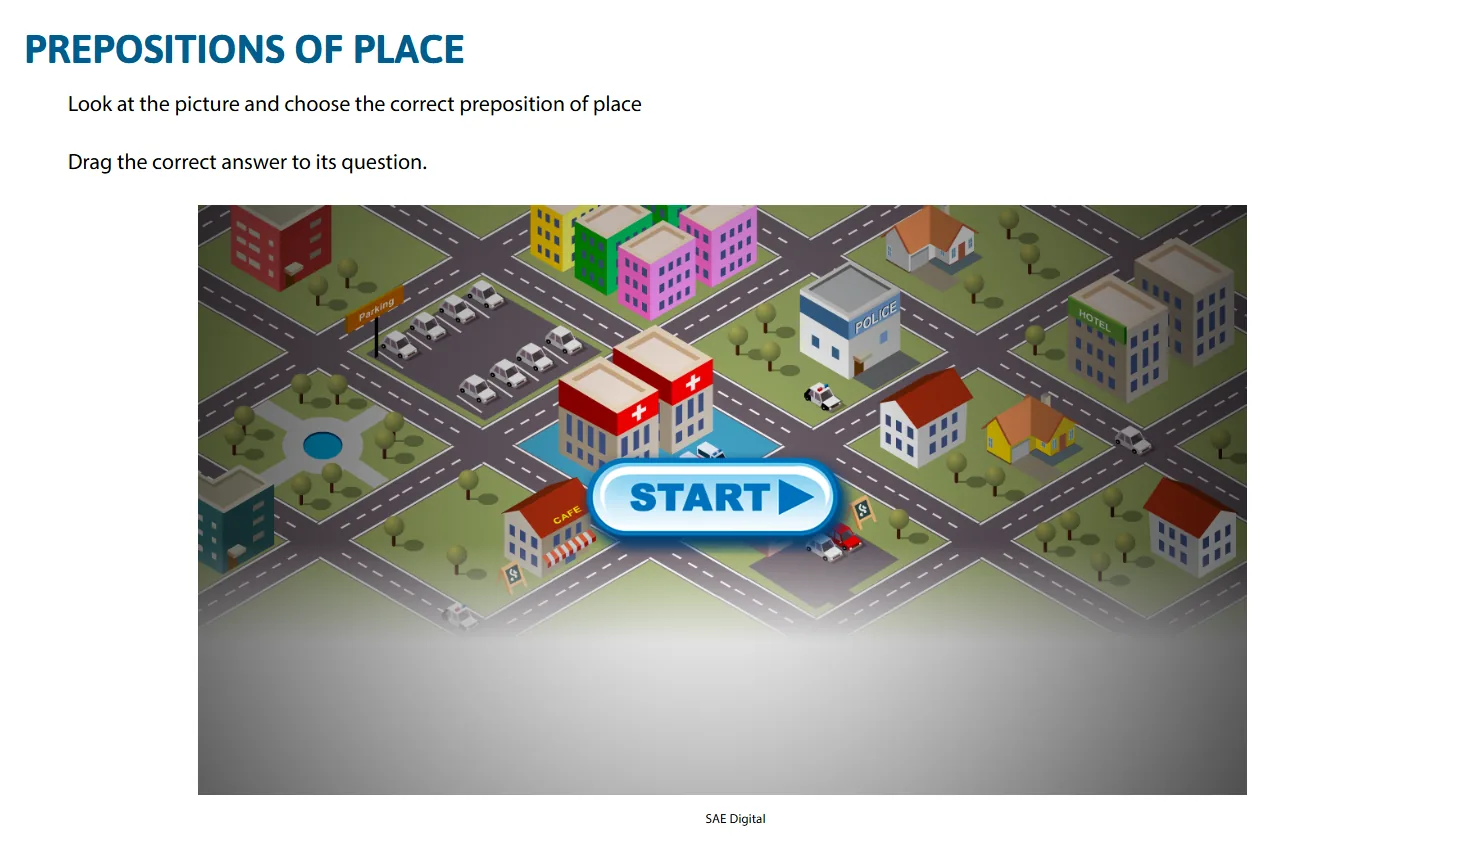 PREPOSITIONS OF PLACE
Look at the picture and choose the correct preposition of place
Drag the correct answer to its question.
Parking
POLICE
HOTEL
START
CAFE
SAE Digital